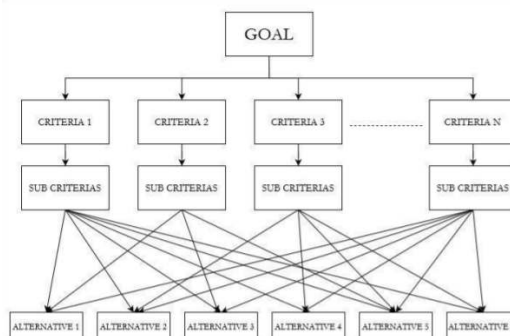 GOAL
CRITERIA 1
CRITERIA 2
CRITERIA 3
CRITERIA N
SUB CRITERIAS
SUB CRITERIAS
SUB CRITERIAS
SUB CRITERIAS
ALTERNATIVE 1
ALTERNATIVE 2
ALTERNATIVE 3
ALTERNATIVE 4
ALTERNATIVE 5
ALTERNATIVE